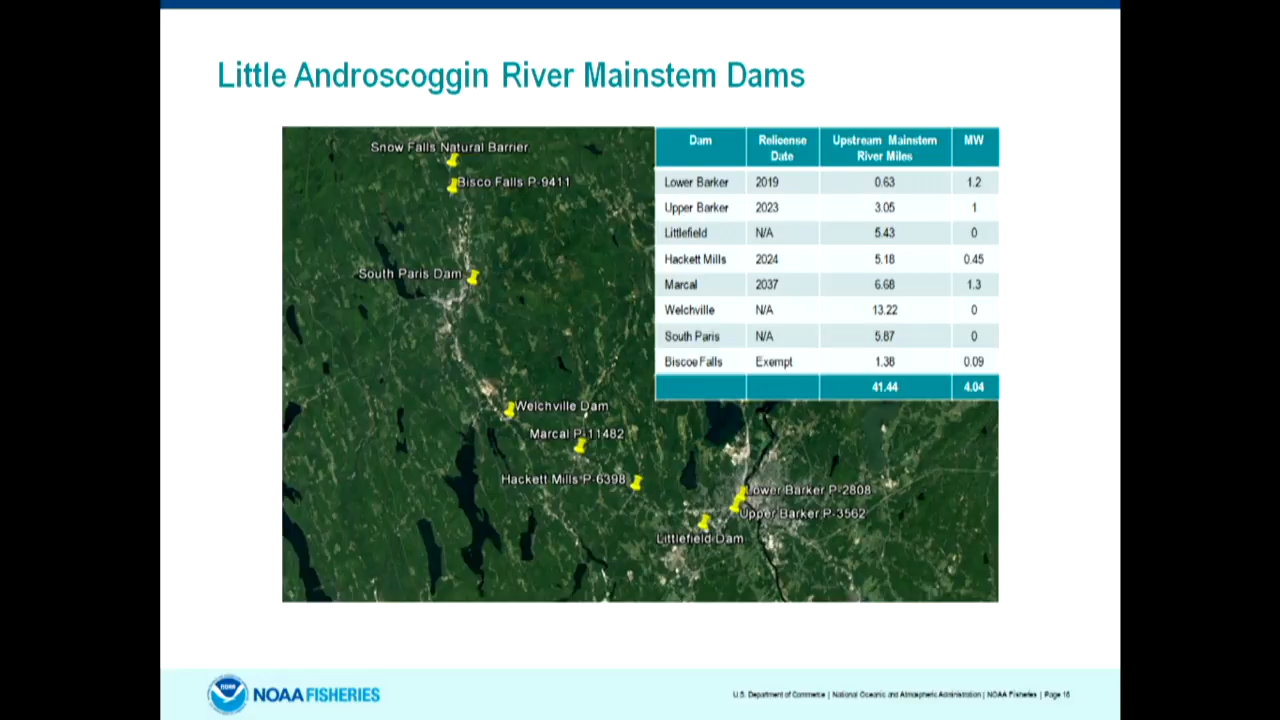 Little Androscoggin River Mainstem Dams
Snow Falls Natural Barrier
Bisco Falls P-9411
South Paris Dam
Welchville Dam
Marcal P-11482
Hackett Mills P-6398
Lower Barker P-2808
Upper Barker P-3562
Littlefield Dam
Dam Relicense Date Upstream Mainstem River Miles MW
Lower Barker 2019 0.63 1.2
Upper Barker 2023 3.05 1
Littlefield N/A 5.43 0
Hackett Mills 2024 5.18 0.45
Marcal 2037 6.68 1.3
Welchville N/A 13.22 0
South Paris N/A 5.87 0
Biscoe Falls Exempt 1.38 0.09
41.44 4.04
NOAA
NOAA FISHERIES
U.S. Department of Commerce | National Oceanic and Atmospheric Administration | NOAA Fisheries | Page 16